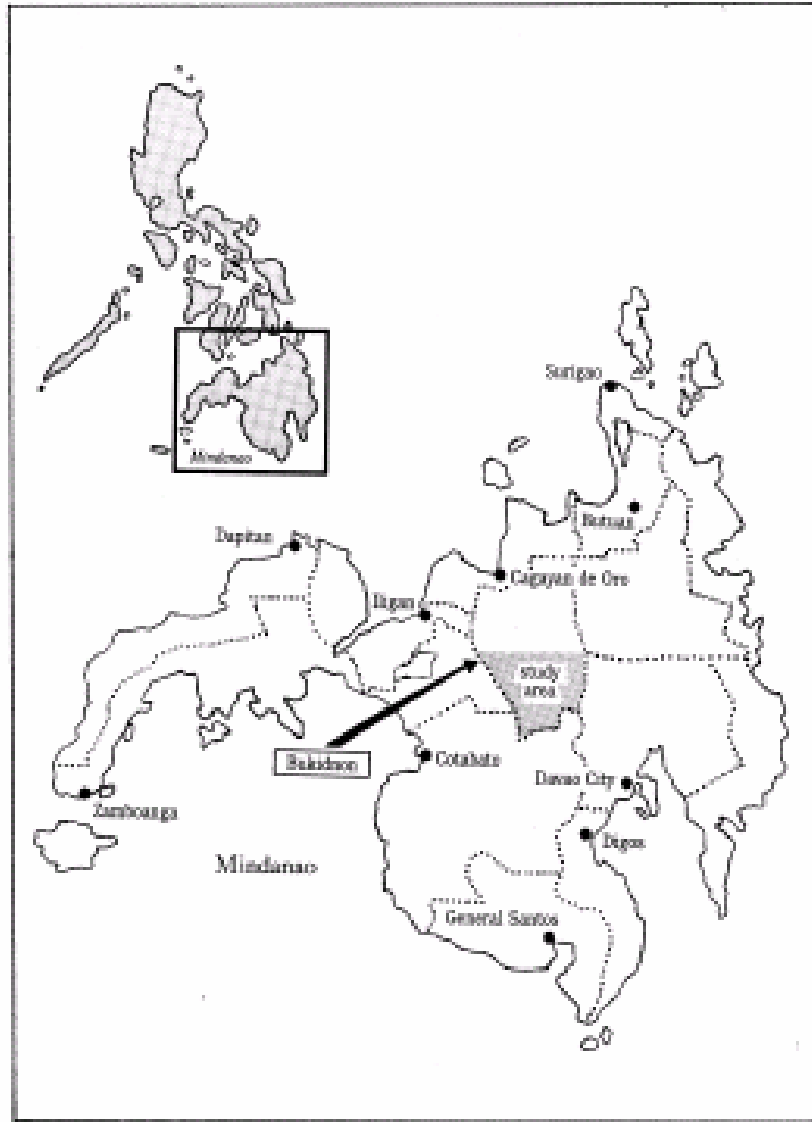 Mindanao
Surigao
Butuan
Dapitan
Cagayan de Oro
Iligan
study
area
Bukidnon
Cotabato
Davao City
Zamboanga
Digos
Mindanao
General Santos